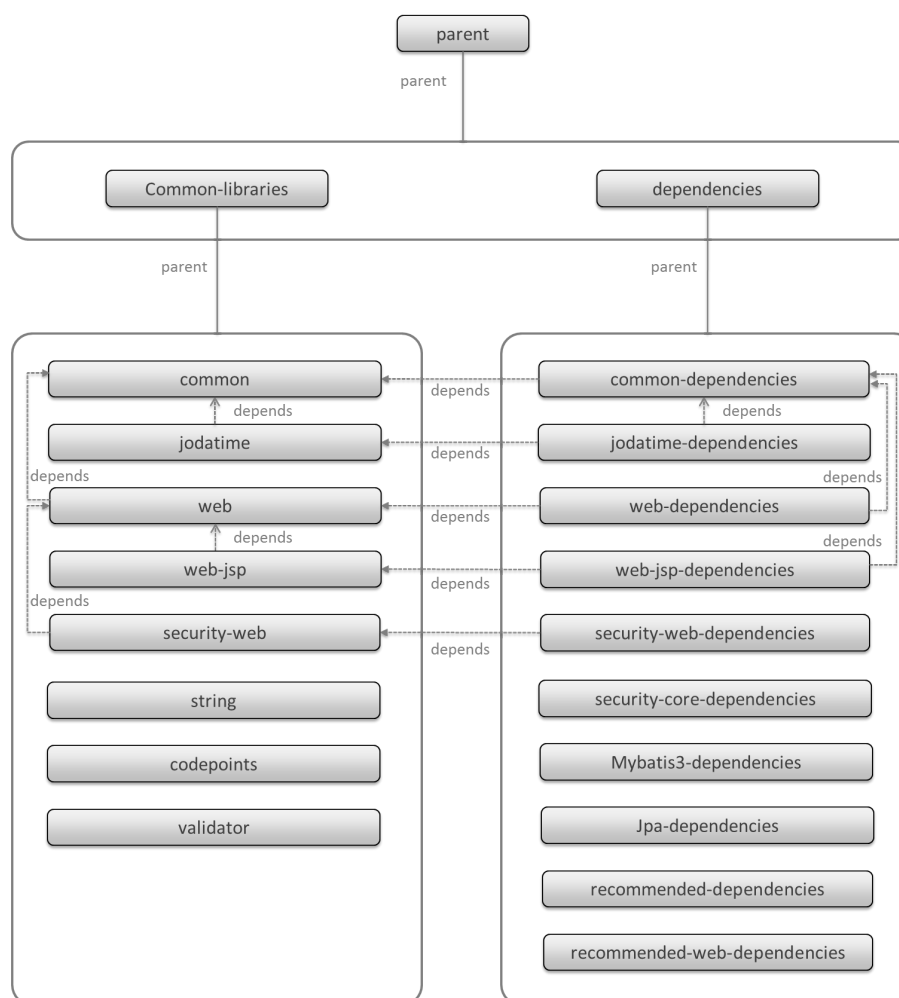 parent
parent
Common-libraries
dependencies
parent
parent
common
common-dependencies
depends
depends
depends
jodatime
jodatime-dependencies
depends
depends
depends
web
web-dependencies
depends
depends
depends
web-jsp
web-jsp-dependencies
depends
depends
security-web
security-web-dependencies
depends
string
security-core-dependencies
codepoints
Mybatis3-dependencies
validator
Jpa-dependencies
recommended-dependencies
recommended-web-dependencies